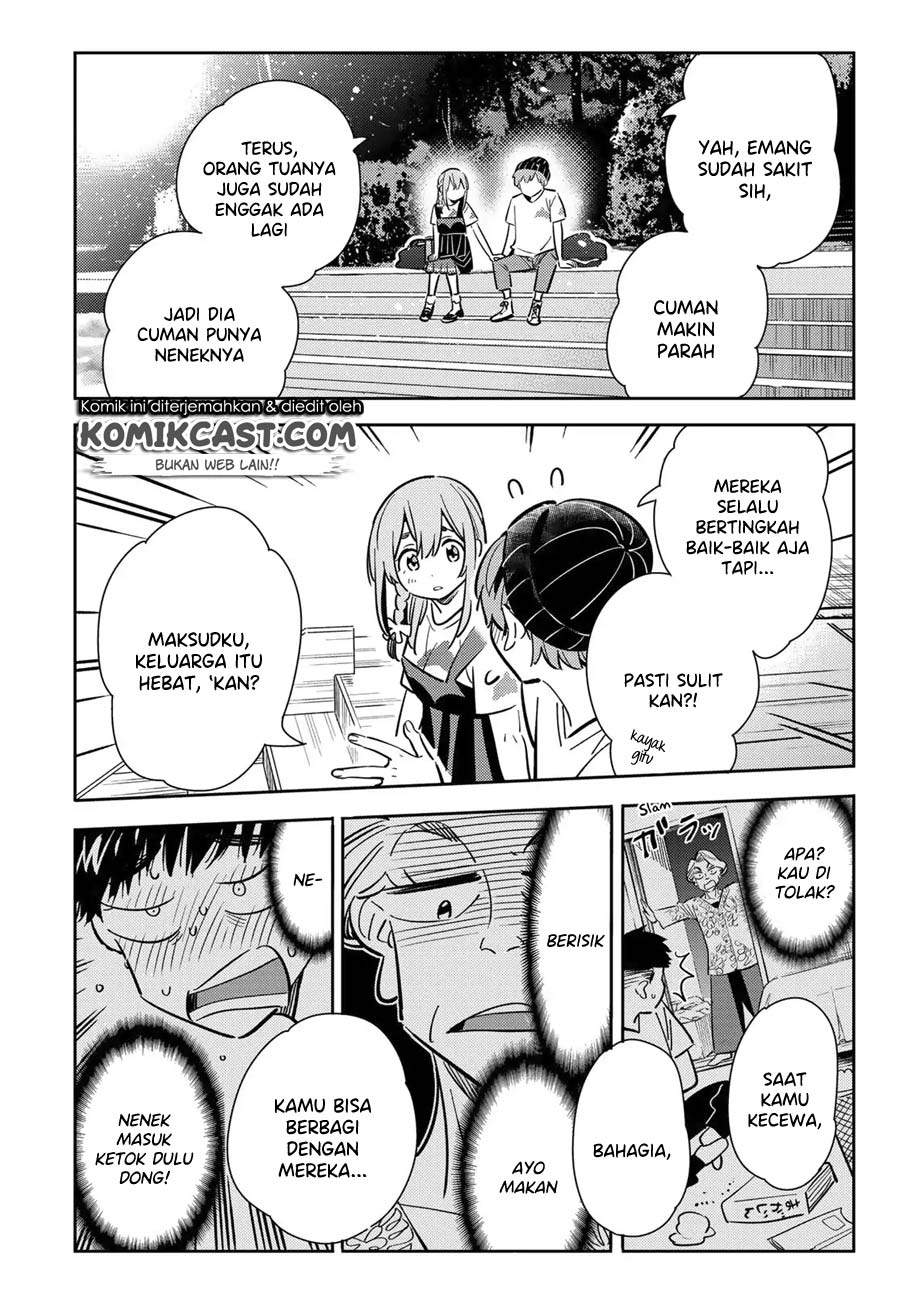 YAH, EMANG
SUDAH SAKIT
SIH,
CUMAN
MAKIN
PARAH
TERUS,
ORANG TUANYA
JUGA SUDAH
ENGGAK ADA
LAGI
JADI DIA
CUMAN PUNYA
NENEKNYA
Komik ini diterjemahkan & diedit oleh
KOMIKCAST.COM
BUKAN WEB LAIN!!
MEREKA
SELALU
BERTINGKAH
BAIK-BAIK AJA
TAPI...
PASTI SULIT
KAN?!
kayak
gitu
MAKSUDKU,
KELUARGA ITU
HEBAT, 'KAN?
Slam
ガラッ
APA?
KAU DI
TOLAK?
SAAT
KAMU
KECEWA,
BAHAGIA,
BERISIK
AYO
MAKAN
KAMU BISA
BERBAGI
DENGAN
MEREKA...
NE-
NENEK
MASUK
KETOK DULU
DONG!